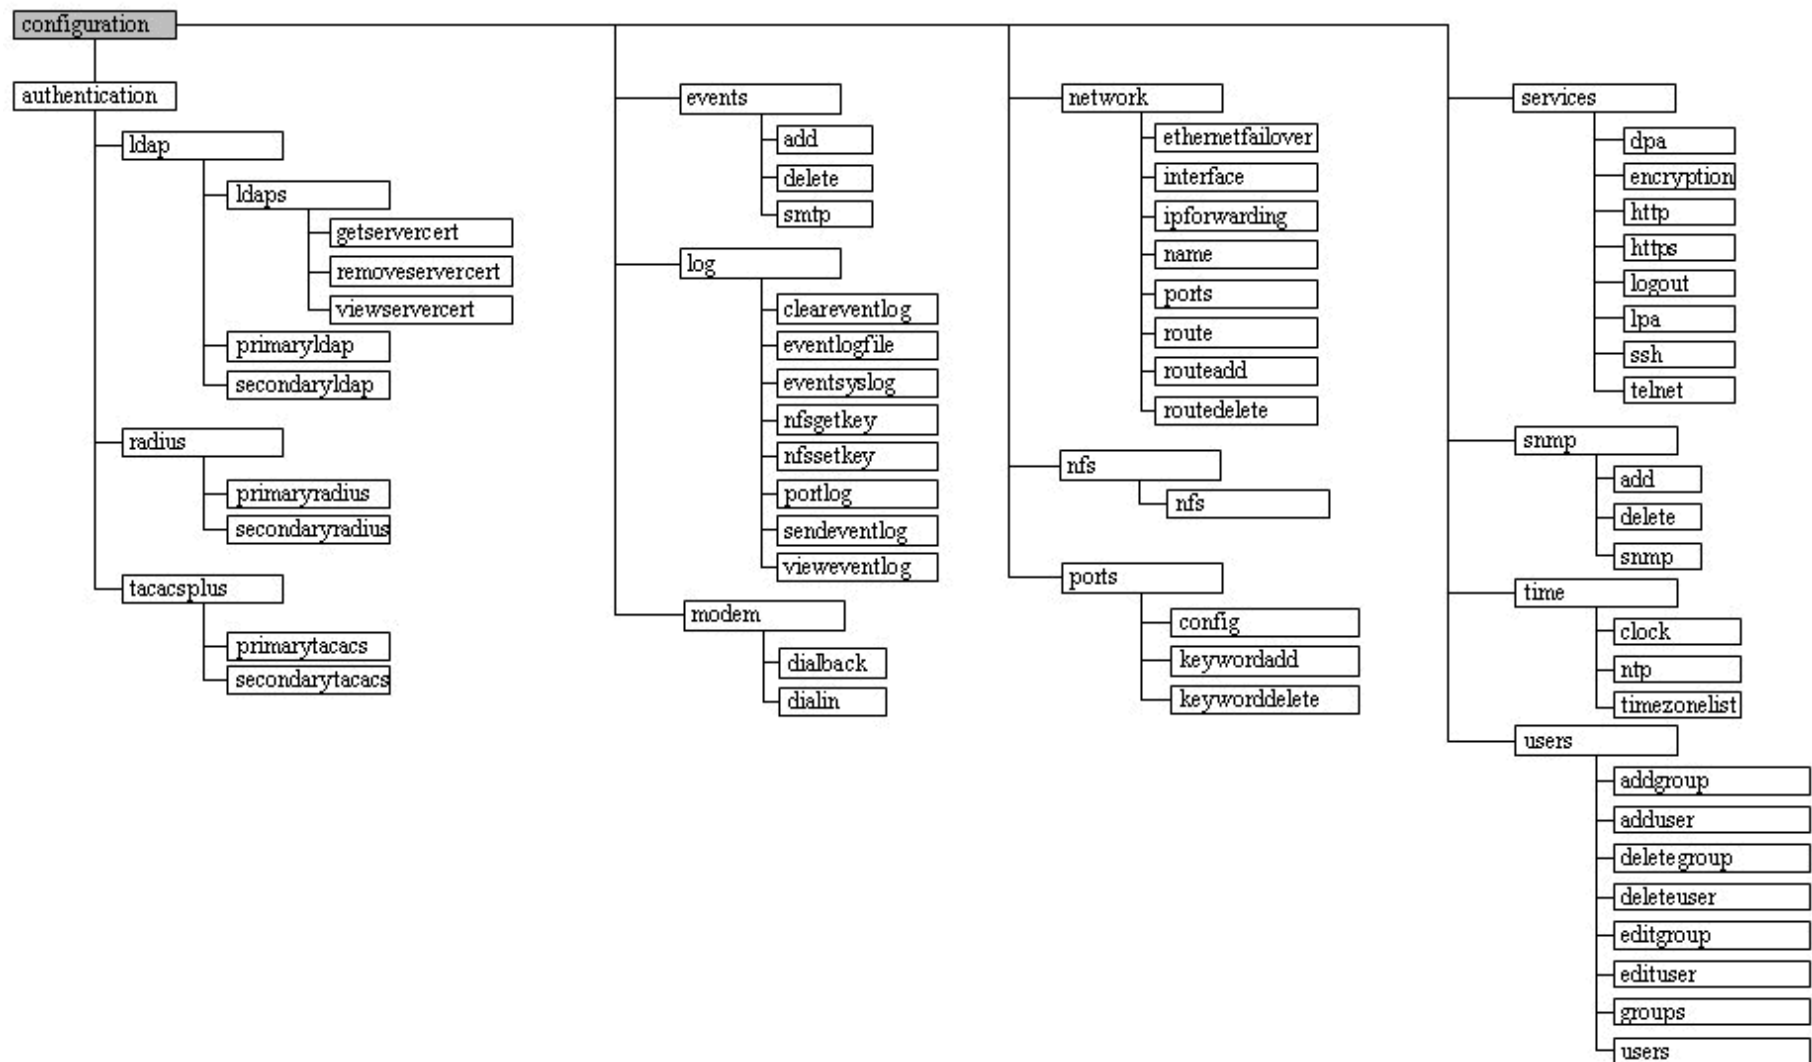 configuration
authentication
ldap
ldaps
getservercert
removeservercert
viewservercert
primaryldap
secondaryldap
radius
primaryradius
secondaryradius
tacacsplus
primarytacacs
secondarytacacs
events
add
delete
smtp
log
cleareventlog
eventlogfile
eventsyslog
nfsgetkey
nfssetkey
portlog
sendeventlog
vieweventlog
modem
dialback
dialin
network
ethernetfailover
interface
ipforwarding
name
ports
route
routeadd
routedelete
nfs
nfs
ports
config
keywordadd
keyworddelete
services
dpa
encryption
http
https
logout
lpa
ssh
telnet
snmp
add
delete
snmp
time
clock
ntp
timezonelist
users
addgroup
adduser
deletegroup
deleteuser
editgroup
edituser
groups
users